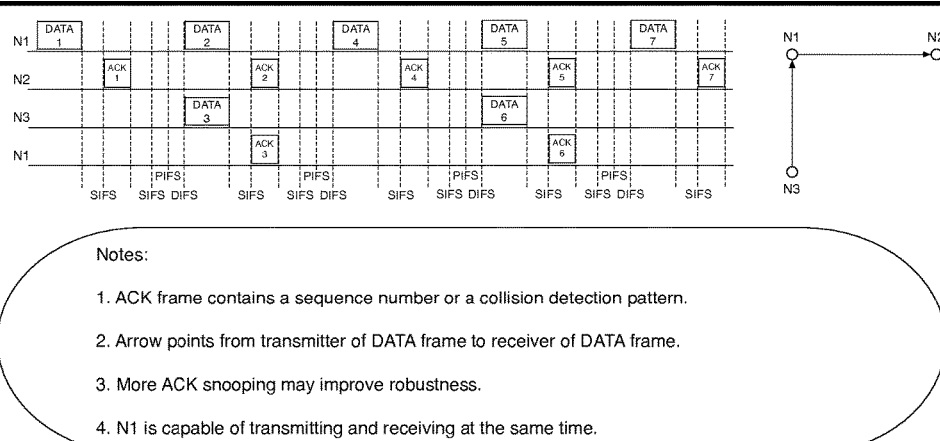 N1 DATA 1 DATA 2 DATA 4 DATA 5 DATA 7
N2 ACK 1 ACK 2 ACK 4 ACK 5 ACK 7
N3 DATA 3 DATA 6
N1 ACK 3 ACK 6
PIFS PIFS PIFS PIFS
SIFS SIFS DIFS SIFS SIFS DIFS SIFS SIFS DIFS SIFS SIFS DIFS SIFS
N1 N2
N3
Notes:
1. ACK frame contains a sequence number or a collision detection pattern.
2. Arrow points from transmitter of DATA frame to receiver of DATA frame.
3. More ACK snooping may improve robustness.
4. N1 is capable of transmitting and receiving at the same time.